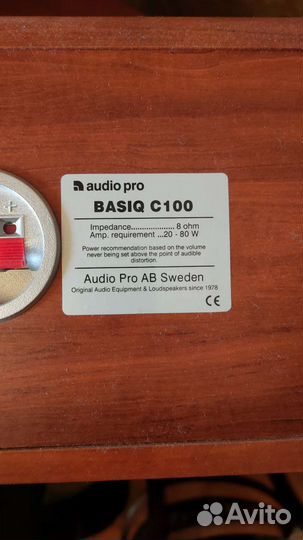 audio pro
BASIQ C100
Impedance.................... 8 ohm
Amp. requirement ...20 - 80 W
Power recommendation based on the volume
never being set above the point of audible
distortion.
Audio Pro AB Sweden
Original Audio Equipment & Loudspeakers since 1978
CE
+
Avito